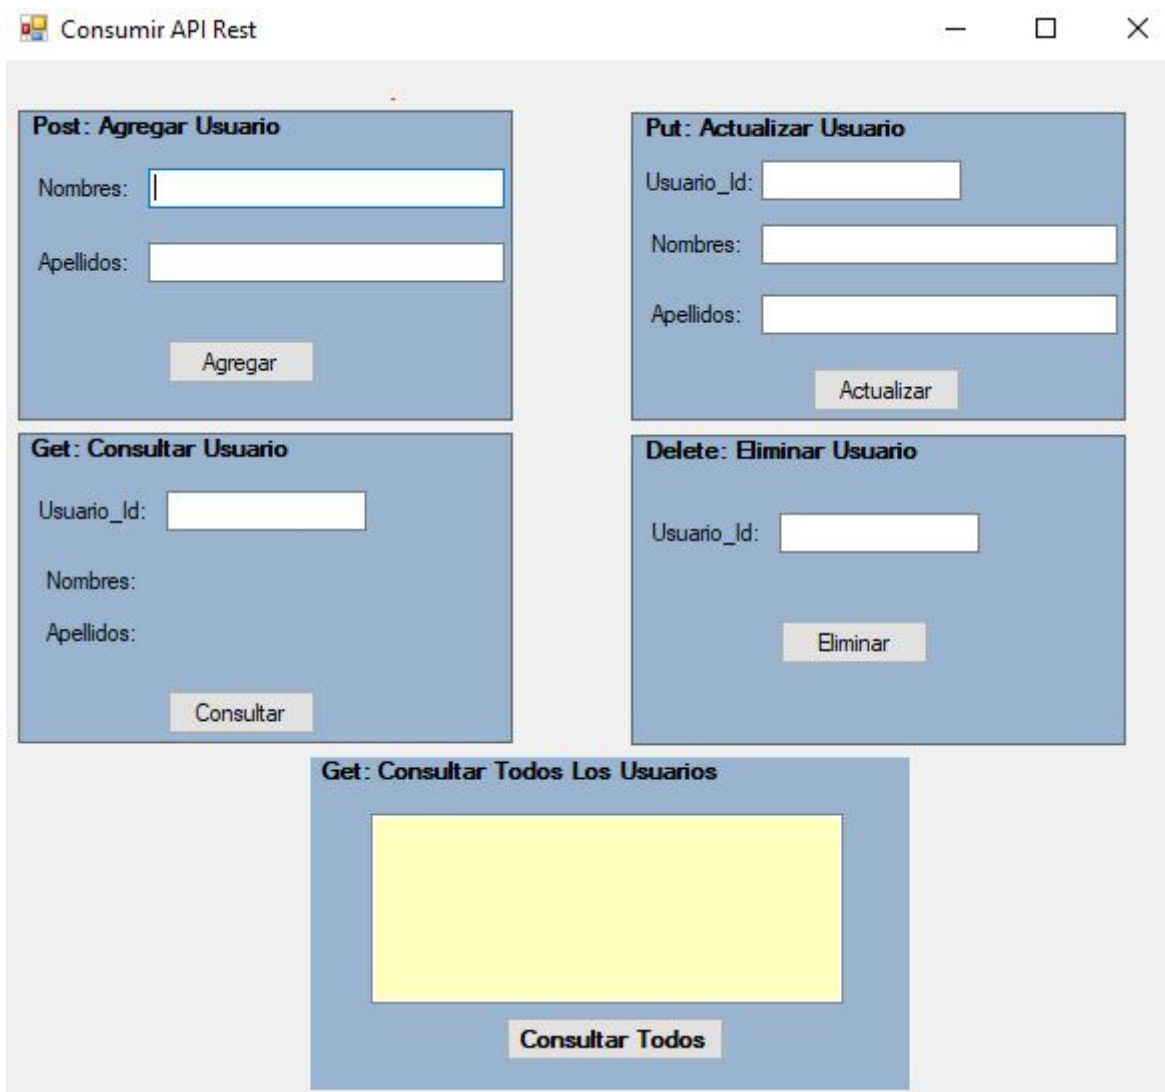 Consumir API Rest
Post: Agregar Usuario
Nombres:
Apellidos:
Agregar
Put: Actualizar Usuario
Usuario_Id:
Nombres:
Apellidos:
Actualizar
Get: Consultar Usuario
Usuario_Id:
Nombres:
Apellidos:
Consultar
Delete: Eliminar Usuario
Usuario_Id:
Eliminar
Get: Consultar Todos Los Usuarios
Consultar Todos